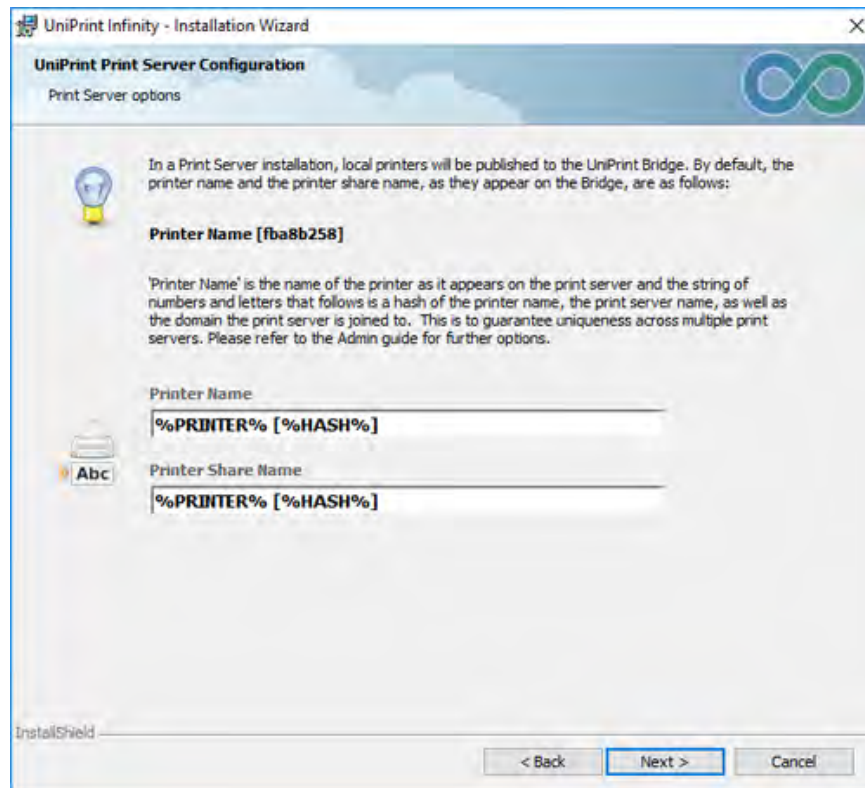 UniPrint Infinity - Installation Wizard
UniPrint Print Server Configuration
Print Server options
In a Print Server installation, local printers will be published to the UniPrint Bridge. By default, the
printer name and the printer share name, as they appear on the Bridge, are as follows:
Printer Name [fba8b258]
'Printer Name' is the name of the printer as it appears on the print server and the string of
numbers and letters that follows is a hash of the printer name, the print server name, as well as
the domain the print server is joined to.  This is to guarantee uniqueness across multiple print
servers. Please refer to the Admin guide for further options.
Printer Name
%PRINTER% [%HASH%]
Abc
Printer Share Name
%PRINTER% [%HASH%]
InstallShield
< Back
Next >
Cancel